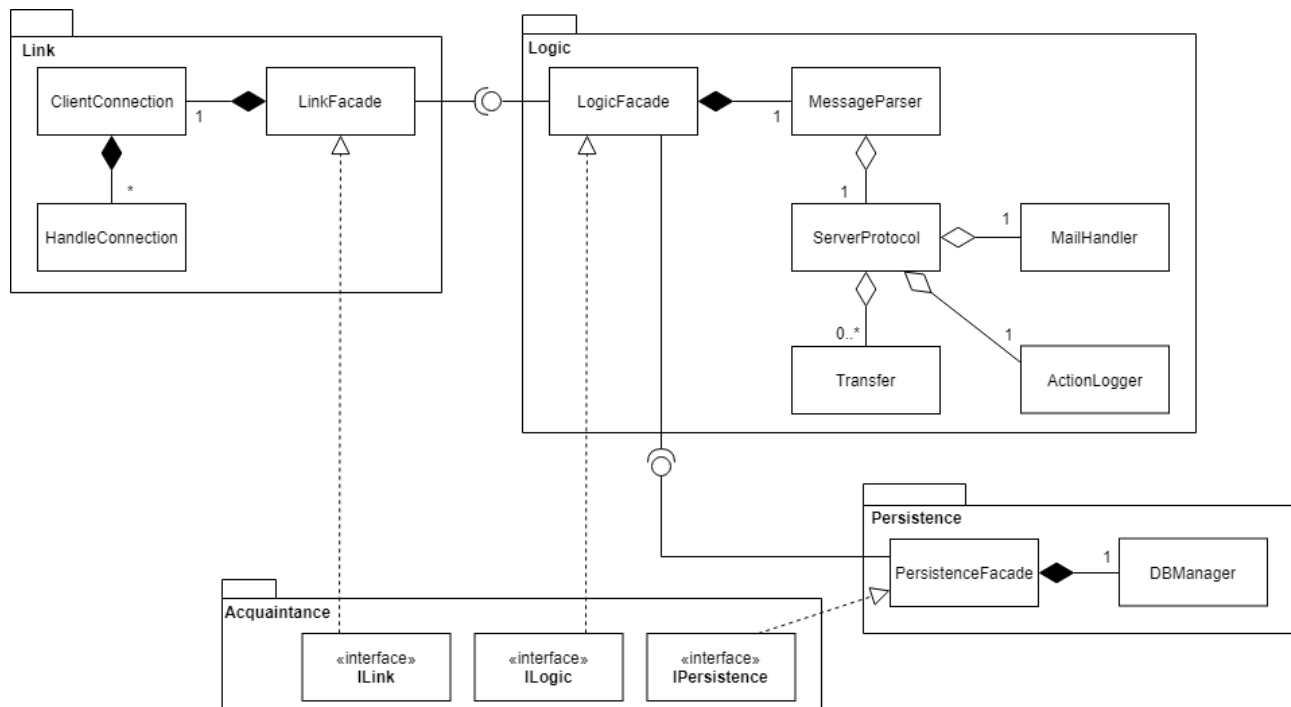 Link
ClientConnection
1
LinkFacade
*
HandleConnection
Logic
LogicFacade
1
MessageParser
1
ServerProtocol
1
MailHandler
0..*
Transfer
1
ActionLogger
Persistence
PersistenceFacade
1
DBManager
Acquaintance
«interface»
ILink
«interface»
ILogic
«interface»
IPersistence